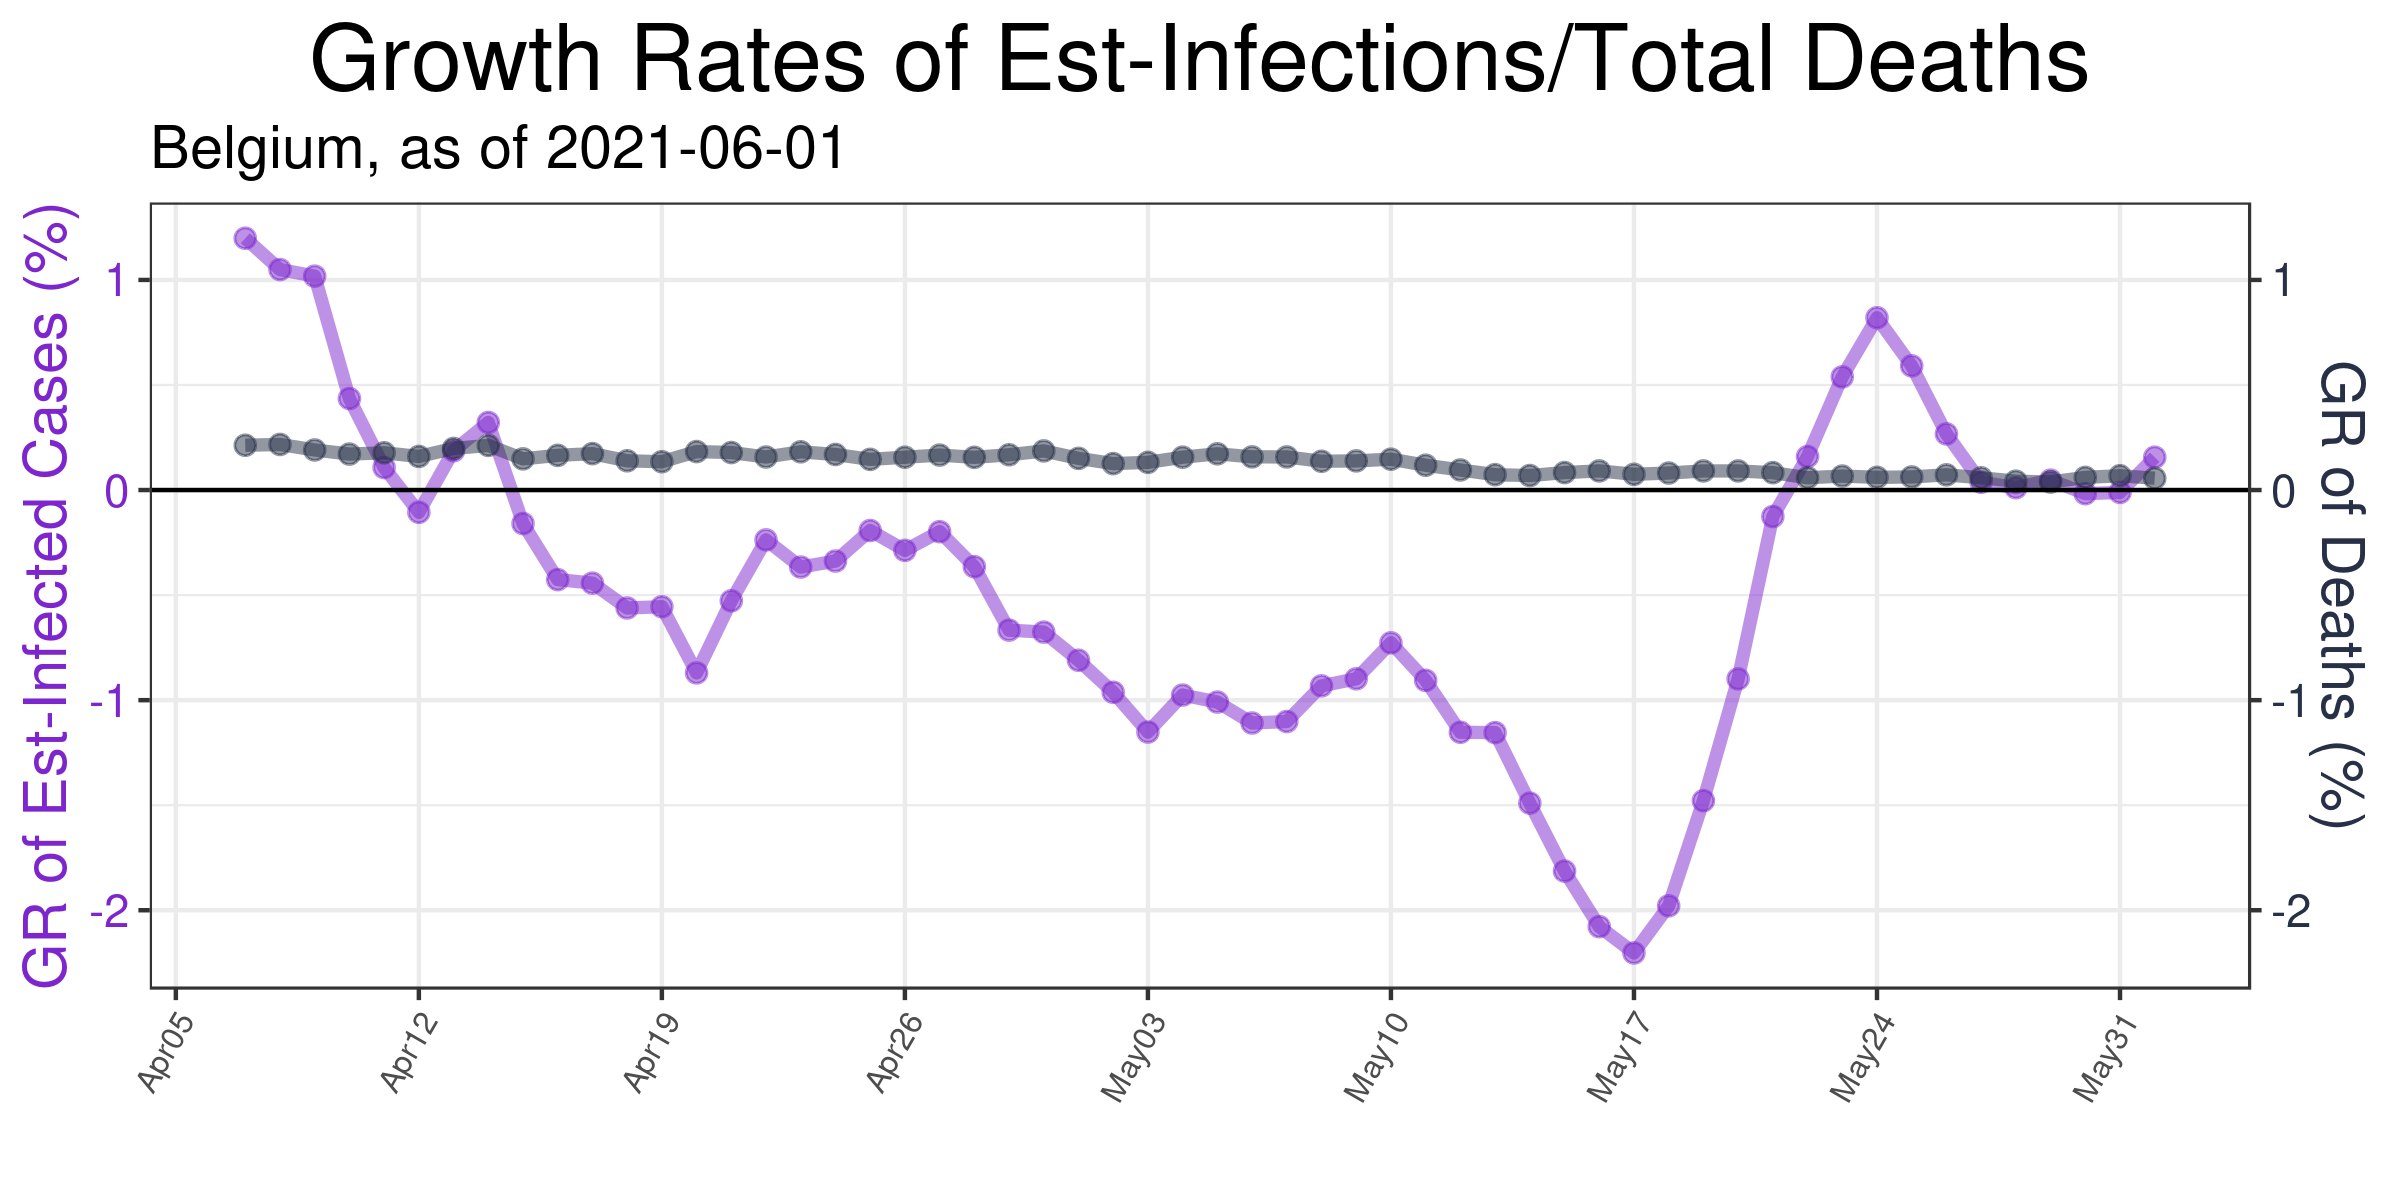 Growth Rates of Est-Infections/Total Deaths
Belgium, as of 2021-06-01
GR of Est-Infected Cases (%)
1
0
-1
-2
1
0
-1
-2
GR of Deaths (%)
Apr05
Apr12
Apr19
Apr26
May03
May10
May17
May24
May31